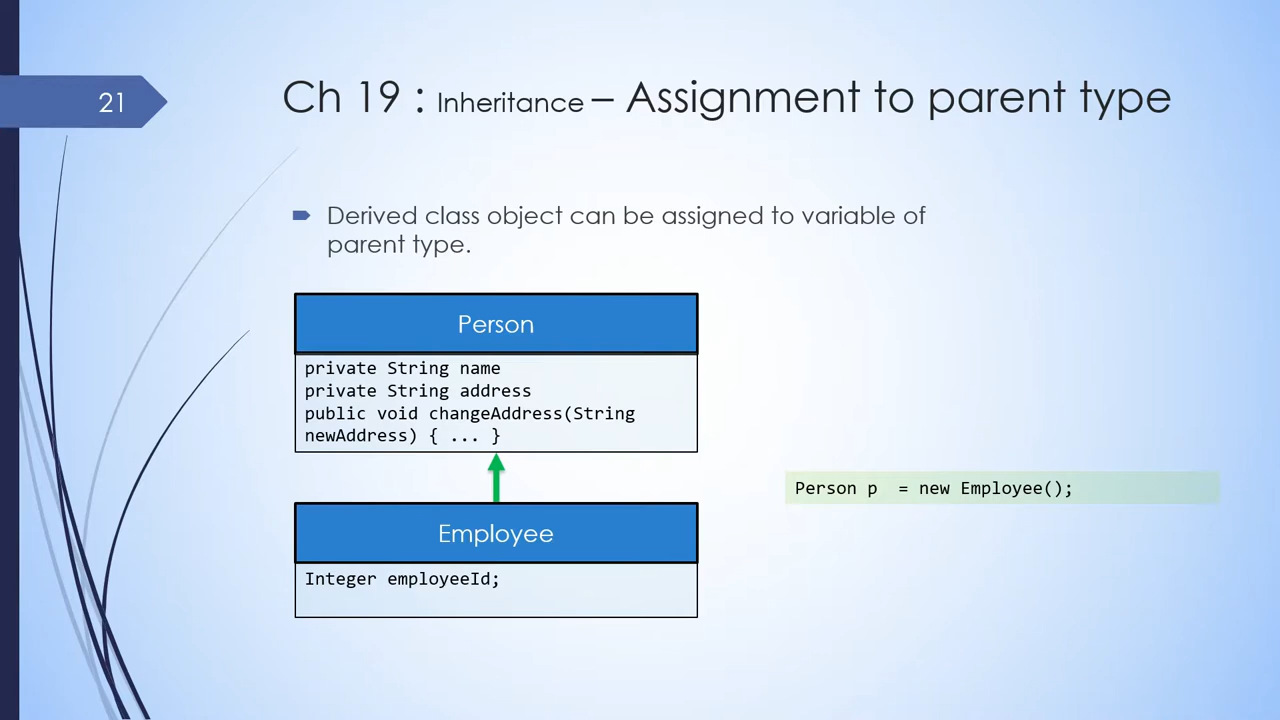 21
Ch 19 : Inheritance – Assignment to parent type
Derived class object can be assigned to variable of
parent type.
Person
private String name
private String address
public void changeAddress(String
newAddress) { ... }
Person p  = new Employee();
Employee
Integer employeeId;